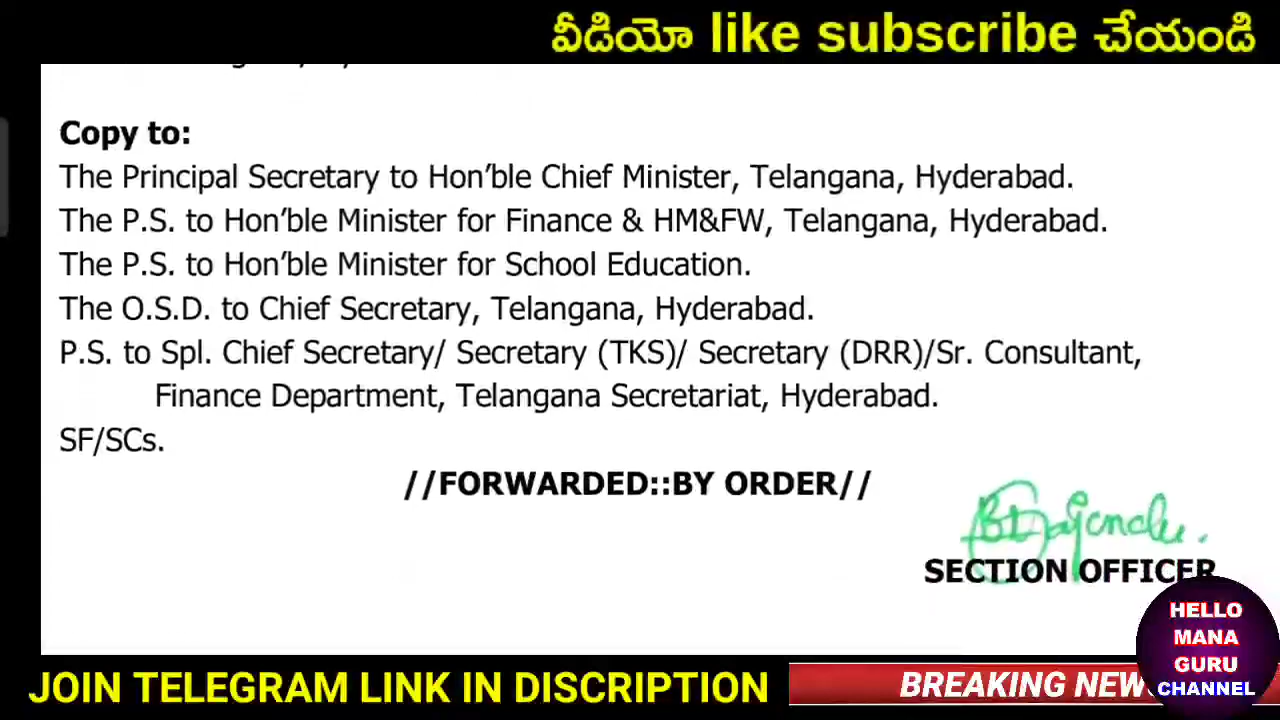 వీడియో like subscribe చేయండి
Copy to:
The Principal Secretary to Hon’ble Chief Minister, Telangana, Hyderabad.
The P.S. to Hon’ble Minister for Finance & HM&FW, Telangana, Hyderabad.
The P.S. to Hon’ble Minister for School Education.
The O.S.D. to Chief Secretary, Telangana, Hyderabad.
P.S. to Spl. Chief Secretary/ Secretary (TKS)/ Secretary (DRR)/Sr. Consultant,
Finance Department, Telangana Secretariat, Hyderabad.
SF/SCs.
//FORWARDED::BY ORDER//
SECTION OFFICER
HELLO
MANA
GURU
CHANNEL
JOIN TELEGRAM LINK IN DISCRIPTION
BREAKING NEWS